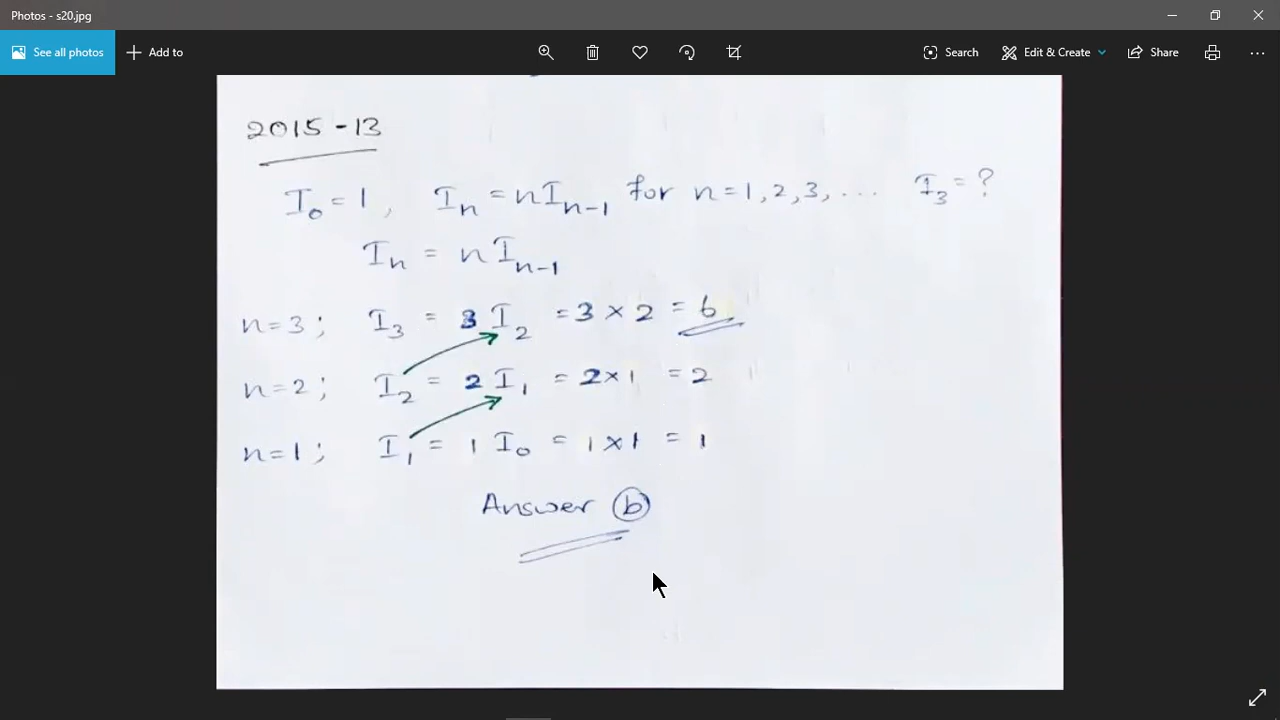 Photos - s20.jpg
See all photos
Add to
Search
Edit & Create
Share
2015 - 13
I₀ = 1, Iₙ = nIₙ₋₁ for n = 1, 2, 3, .... I₃ = ?
Iₙ = n Iₙ₋₁
n = 3 ; I₃ = 3 I₂ = 3 × 2 = 6
n = 2 ; I₂ = 2 I₁ = 2 × 1 = 2
n = 1 ; I₁ = 1 I₀ = 1 × 1 = 1
Answer ⓑ